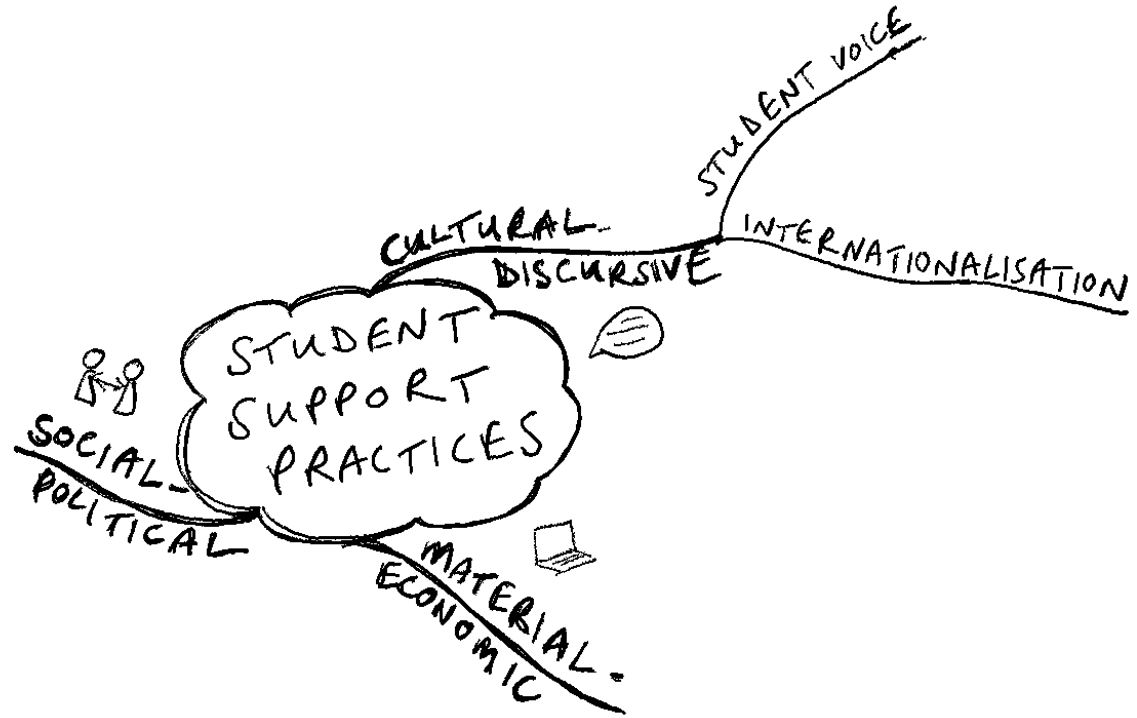 STUDENT VOICE
INTERNATIONALISATION
CULTURAL-
DISCURSIVE
STUDENT
SUPPORT
PRACTICES
SOCIAL-
POLITICAL
MATERIAL-
ECONOMIC